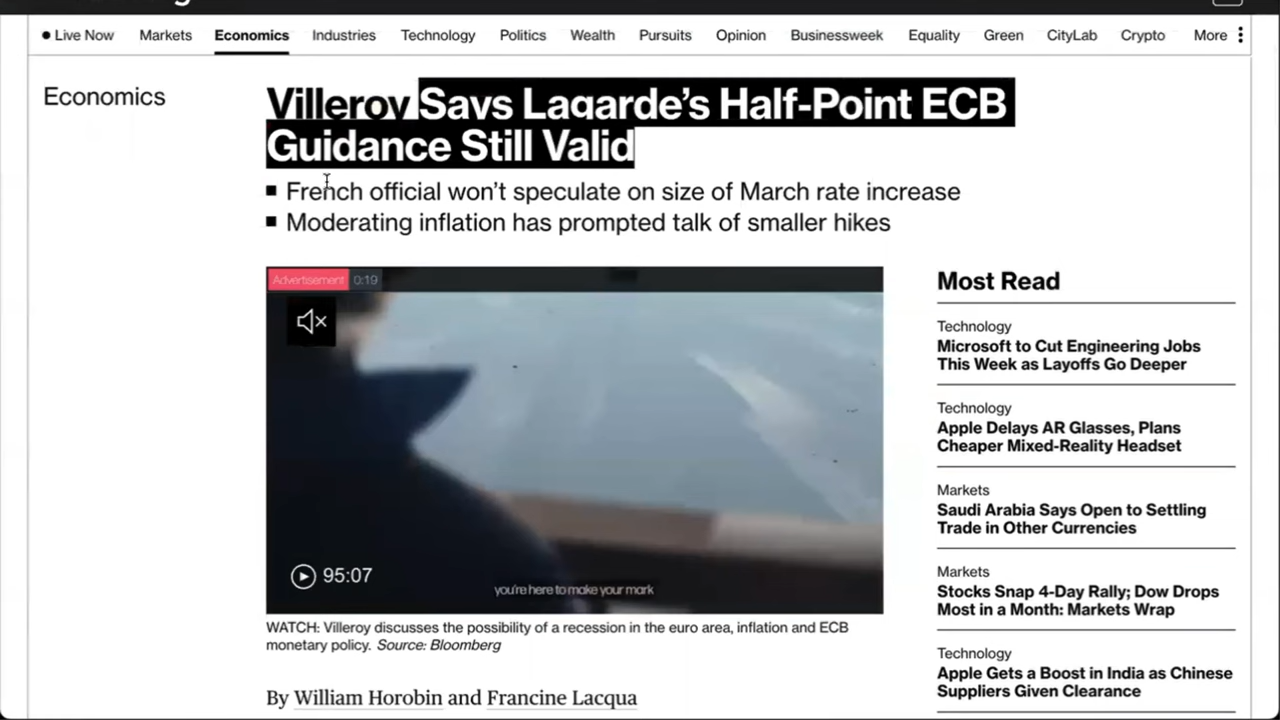 Live Now Markets Economics Industries Technology Politics Wealth Pursuits Opinion Businessweek Equality Green CityLab Crypto More
Economics
Villeroy Says Lagarde’s Half-Point ECB
Guidance Still Valid
French official won’t speculate on size of March rate increase
Moderating inflation has prompted talk of smaller hikes
Advertisement 0:19
95:07
you're here to make your mark
WATCH: Villeroy discusses the possibility of a recession in the euro area, inflation and ECB
monetary policy. Source: Bloomberg
By William Horobin and Francine Lacqua
Most Read
Technology
Microsoft to Cut Engineering Jobs
This Week as Layoffs Go Deeper
Technology
Apple Delays AR Glasses, Plans
Cheaper Mixed-Reality Headset
Markets
Saudi Arabia Says Open to Settling
Trade in Other Currencies
Markets
Stocks Snap 4-Day Rally; Dow Drops
Most in a Month: Markets Wrap
Technology
Apple Gets a Boost in India as Chinese
Suppliers Given Clearance